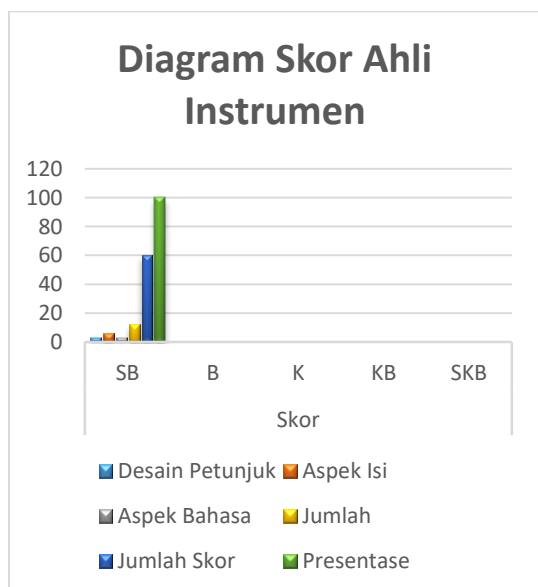 Diagram Skor Ahli
Instrumen
120
100
80
60
40
20
0
SB B K KB SKB
Skor
Desain Petunjuk Aspek Isi
Aspek Bahasa Jumlah
Jumlah Skor Presentase